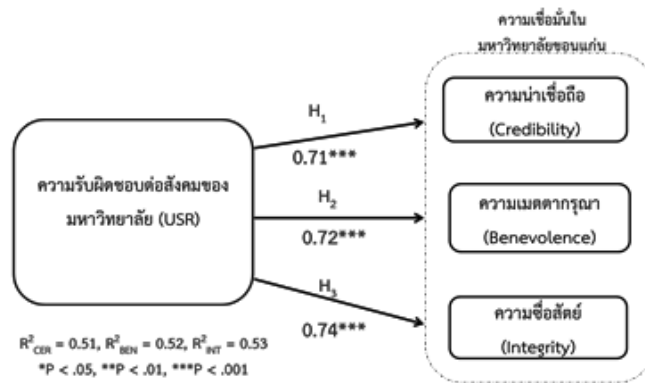 ความเชื่อมั่นใน
มหาวิทยาลัยขอนแก่น
ความน่าเชื่อถือ
(Credibility)
H₁
0.71***
ความรับผิดชอบต่อสังคมของ
มหาวิทยาลัย (USR)
H₂
0.72***
ความเมตตากรุณา
(Benevolence)
H₃
0.74***
ความซื่อสัตย์
(Integrity)
R²CER = 0.51, R²BEN = 0.52, R²INT = 0.53
*P < .05, **P < .01, ***P < .001